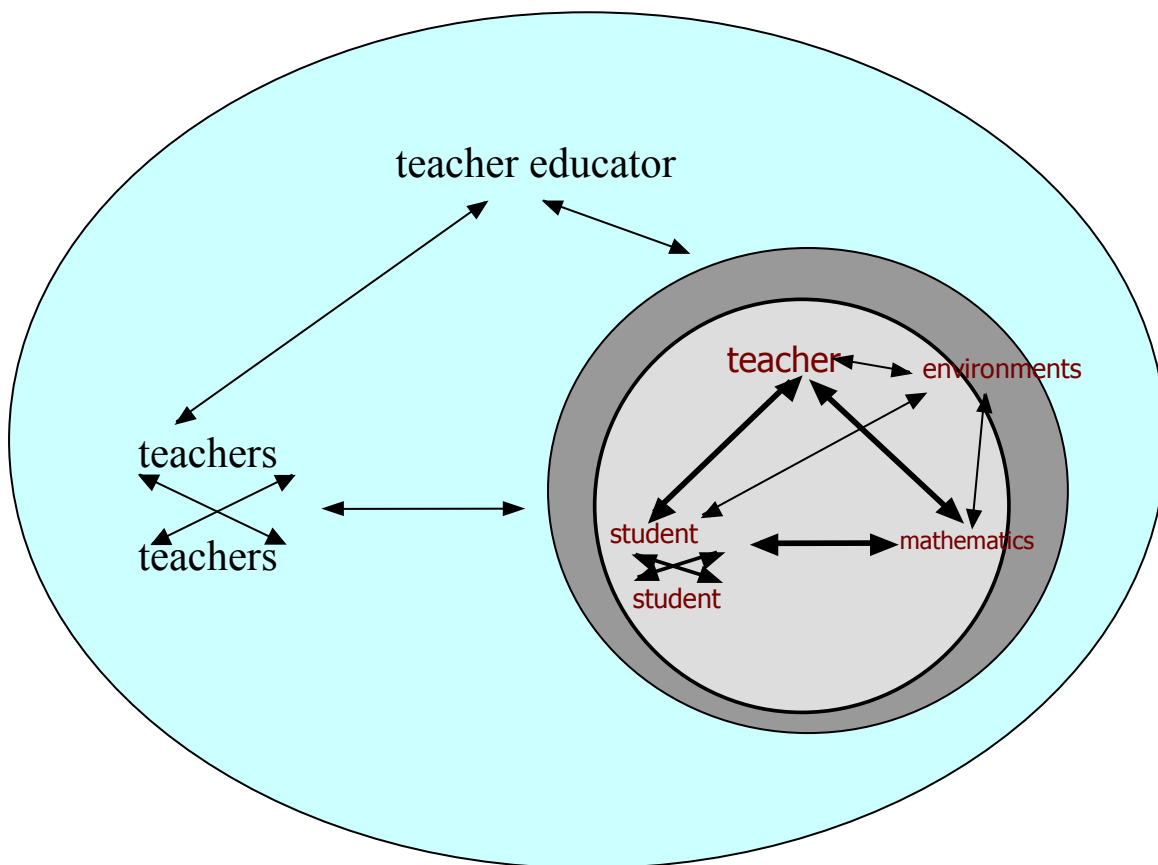 teacher educator
teacher
environments
teachers
student
mathematics
teachers
student